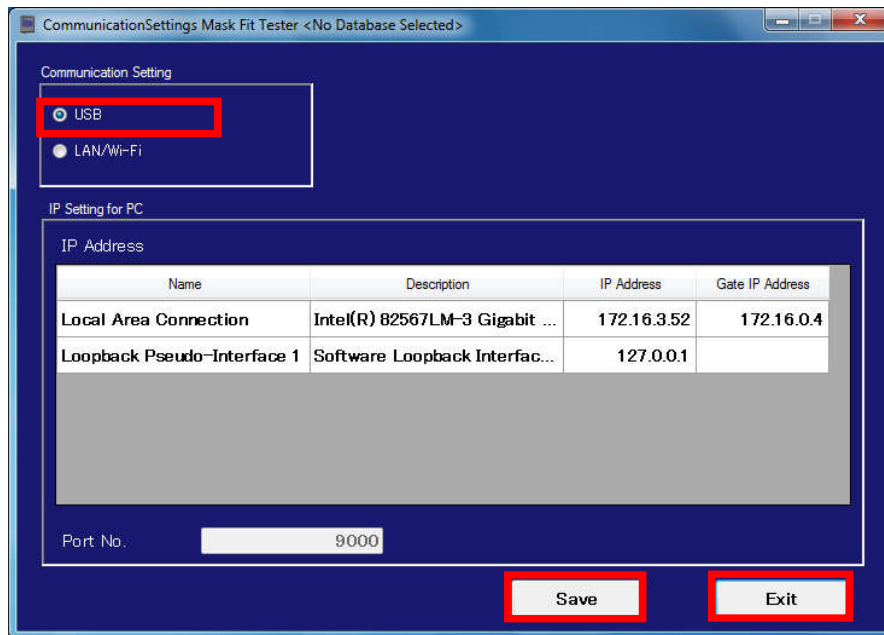 CommunicationSettings Mask Fit Tester <No Database Selected>
Communication Setting
USB
LAN/Wi-Fi
IP Setting for PC
IP Address
Name Description IP Address Gate IP Address
Local Area Connection Intel(R) 82567LM-3 Gigabit ... 172.16.3.52 172.16.0.4
Loopback Pseudo-Interface 1 Software Loopback Interfac... 127.0.0.1
Port No. 9000
Save Exit